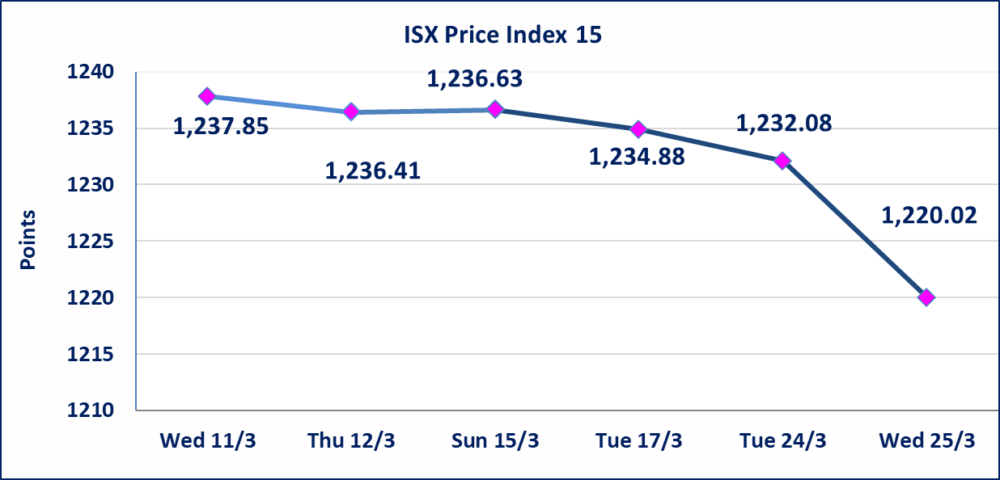 ISX Price Index 15
Points
1240
1235
1230
1225
1220
1215
1210
1,237.85
1,236.41
1,236.63
1,234.88
1,232.08
1,220.02
Wed 11/3
Thu 12/3
Sun 15/3
Tue 17/3
Tue 24/3
Wed 25/3